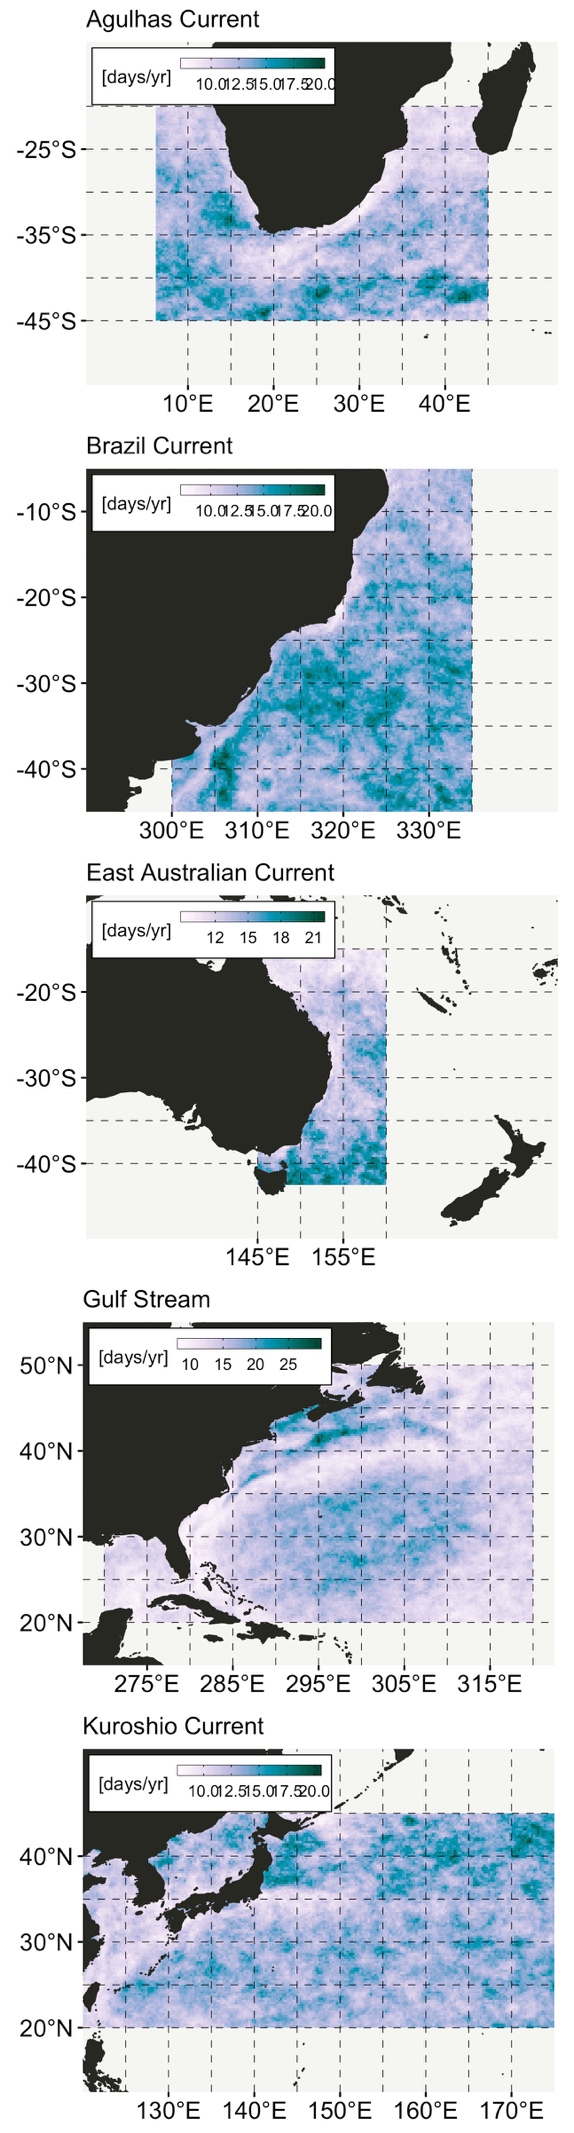 Agulhas Current
[days/yr]
10.0 12.5 15.0 17.5 20.0
-25°S
-35°S
-45°S
10°E 20°E 30°E 40°E
Brazil Current
[days/yr]
10.0 12.5 15.0 17.5 20.0
-10°S
-20°S
-30°S
-40°S
300°E 310°E 320°E 330°E
East Australian Current
[days/yr]
12 15 18 21
-20°S
-30°S
-40°S
145°E 155°E
Gulf Stream
[days/yr]
10 15 20 25
50°N
40°N
30°N
20°N
275°E 285°E 295°E 305°E 315°E
Kuroshio Current
[days/yr]
10.0 12.5 15.0 17.5 20.0
40°N
30°N
20°N
130°E 140°E 150°E 160°E 170°E